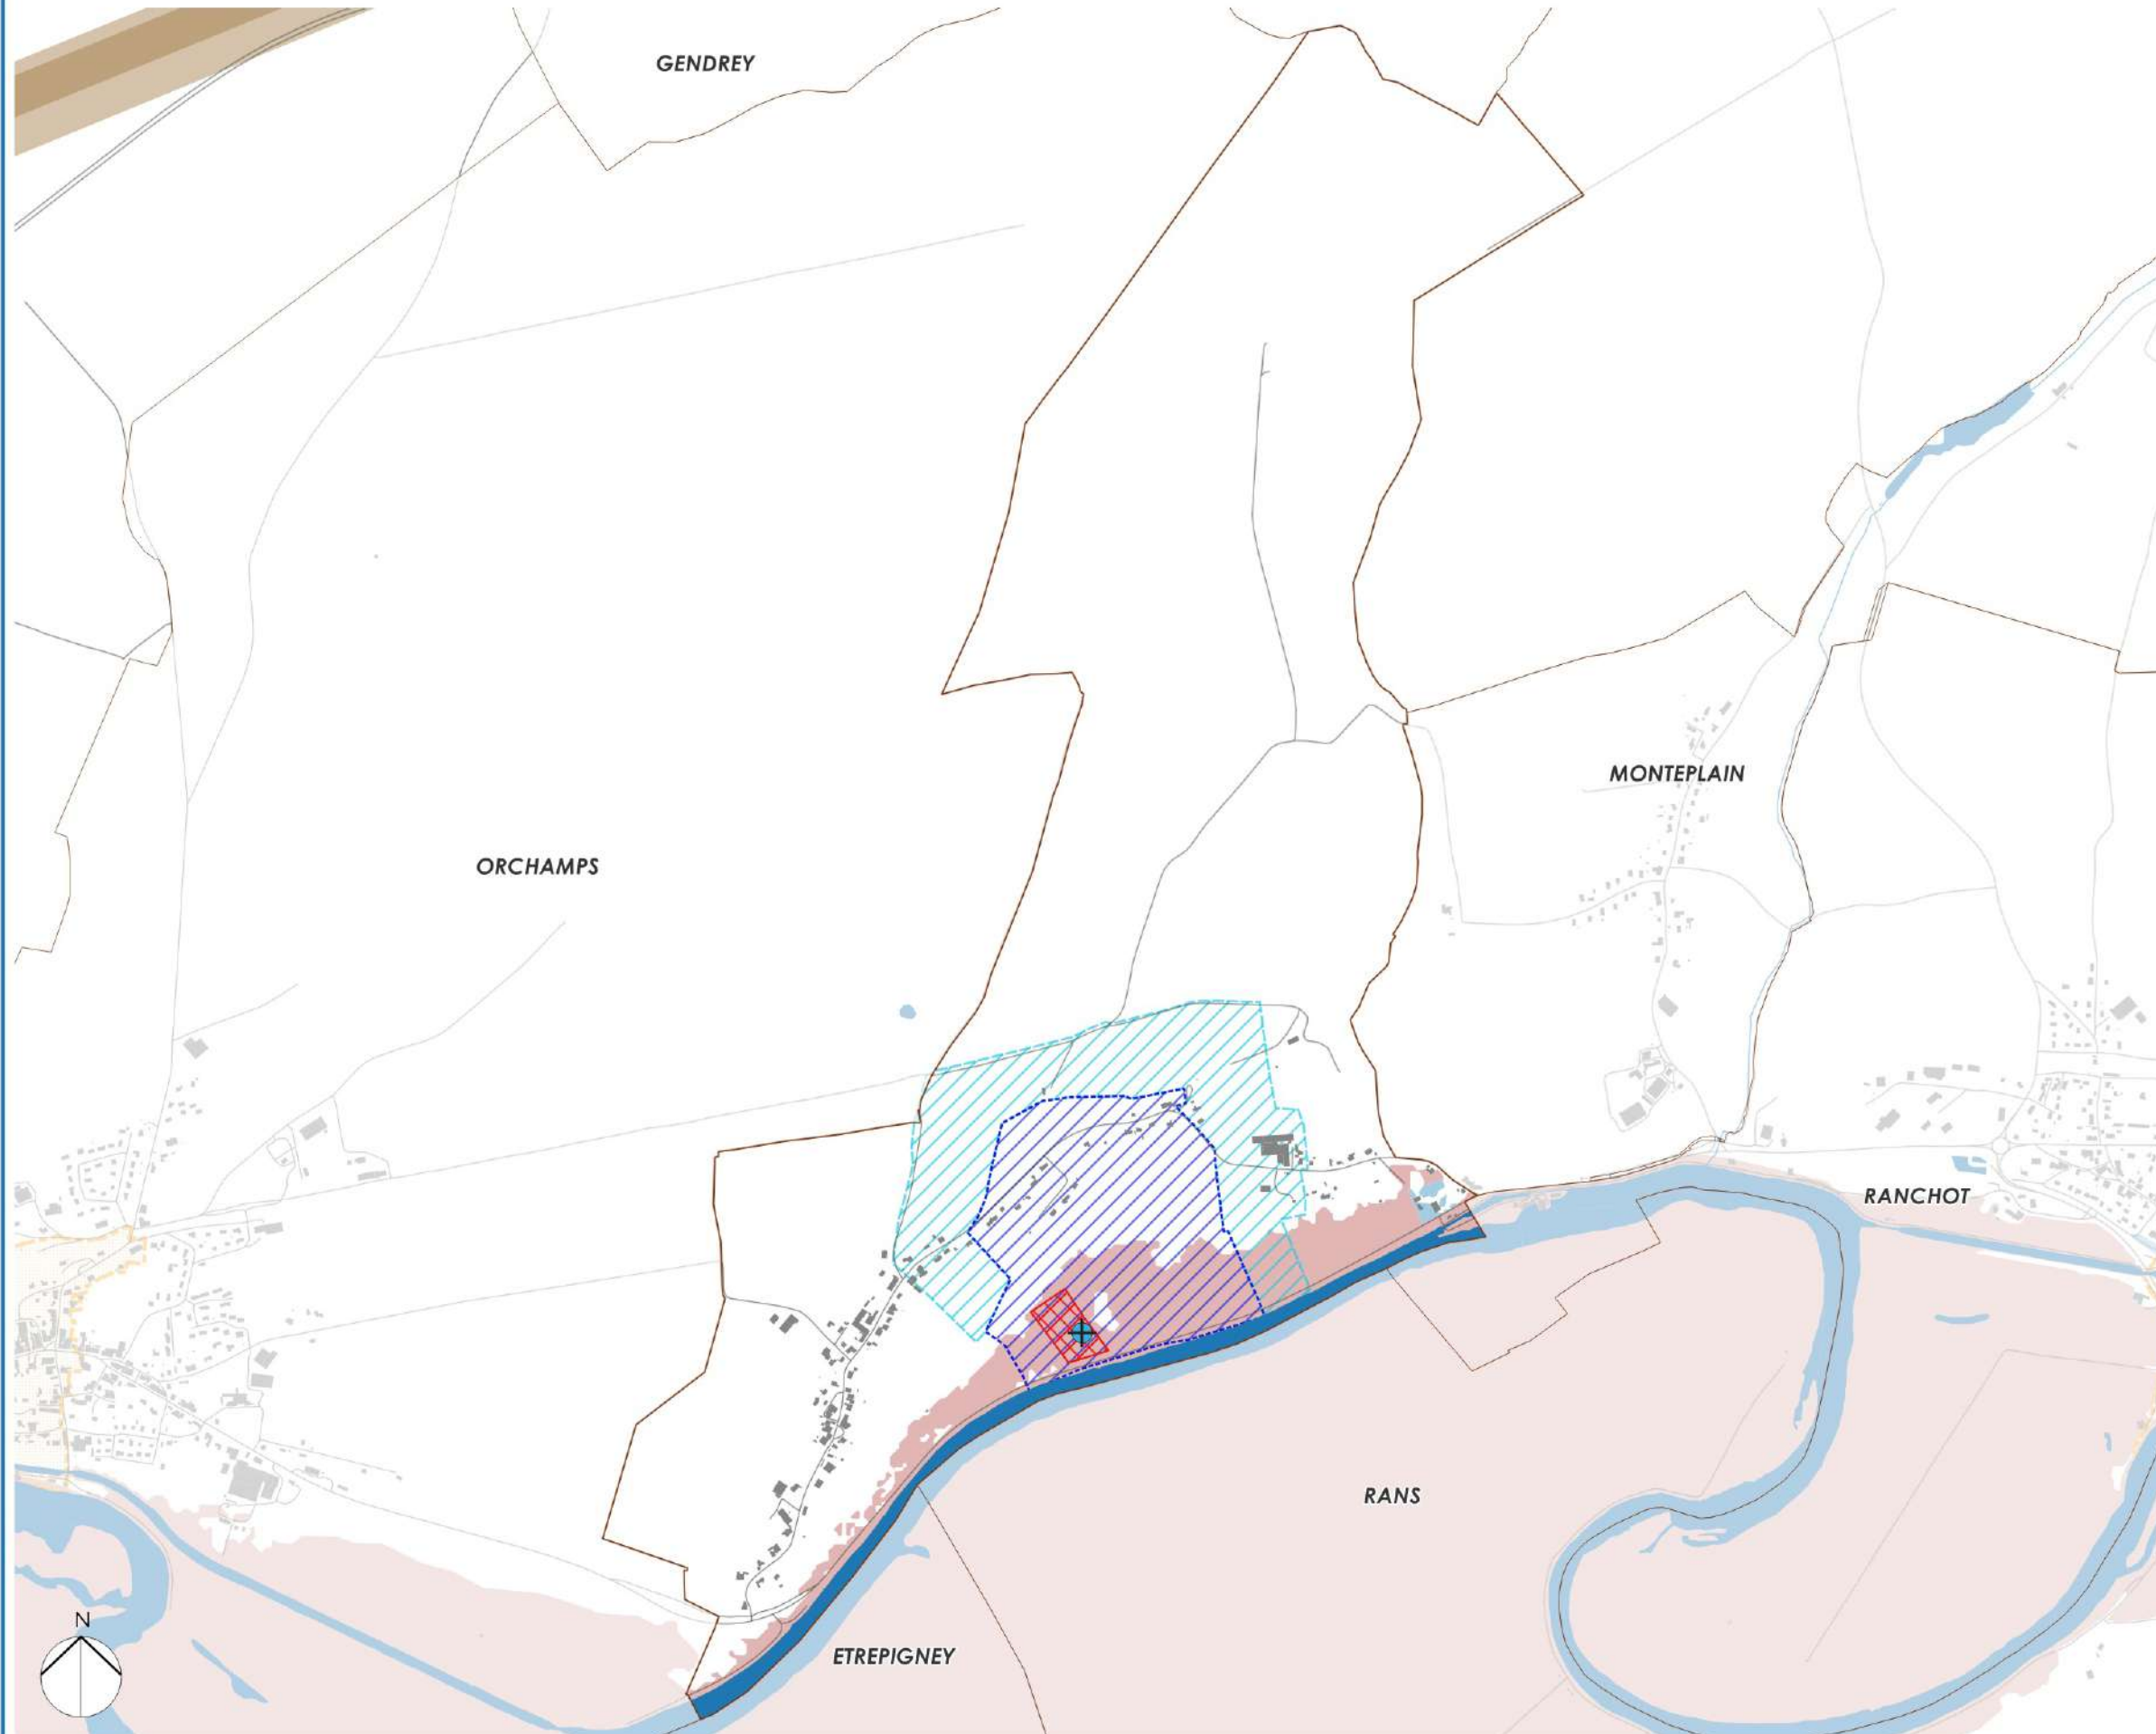 GENDREY
MONTEPLAIN
ORCHAMPS
RANCHOT
RANS
N
ETREPIGNEY